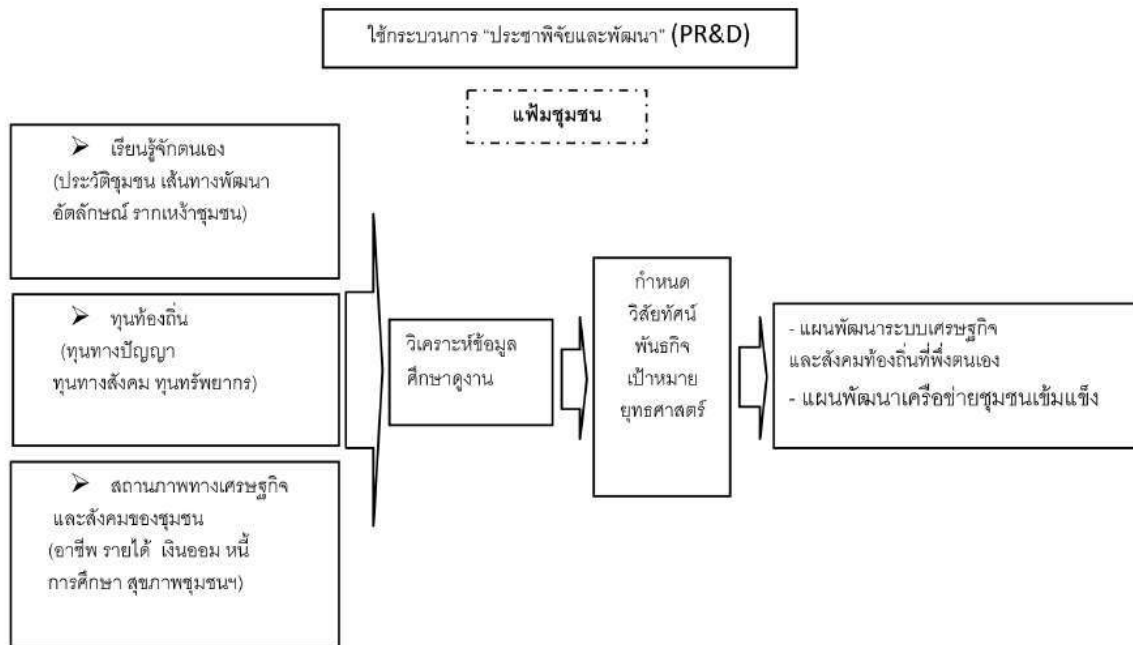 ใช้กระบวนการ “ประชาพิจัยและพัฒนา” (PR&D)
แฟ้มชุมชน
➢ เรียนรู้จักตนเอง
(ประวัติชุมชน เส้นทางพัฒนา
อัตลักษณ์ รากเหง้าชุมชน)
➢ ทุนท้องถิ่น
(ทุนทางปัญญา
ทุนทางสังคม ทุนทรัพยากร)
➢ สถานภาพทางเศรษฐกิจ
และสังคมของชุมชน
(อาชีพ รายได้ เงินออม หนี้
การศึกษา สุขภาพชุมชนฯ)
วิเคราะห์ข้อมูล
ศึกษาดูงาน
กำหนด
วิสัยทัศน์
พันธกิจ
เป้าหมาย
ยุทธศาสตร์
- แผนพัฒนาระบบเศรษฐกิจ
และสังคมท้องถิ่นที่พึ่งตนเอง
- แผนพัฒนาเครือข่ายชุมชนเข้มแข็ง